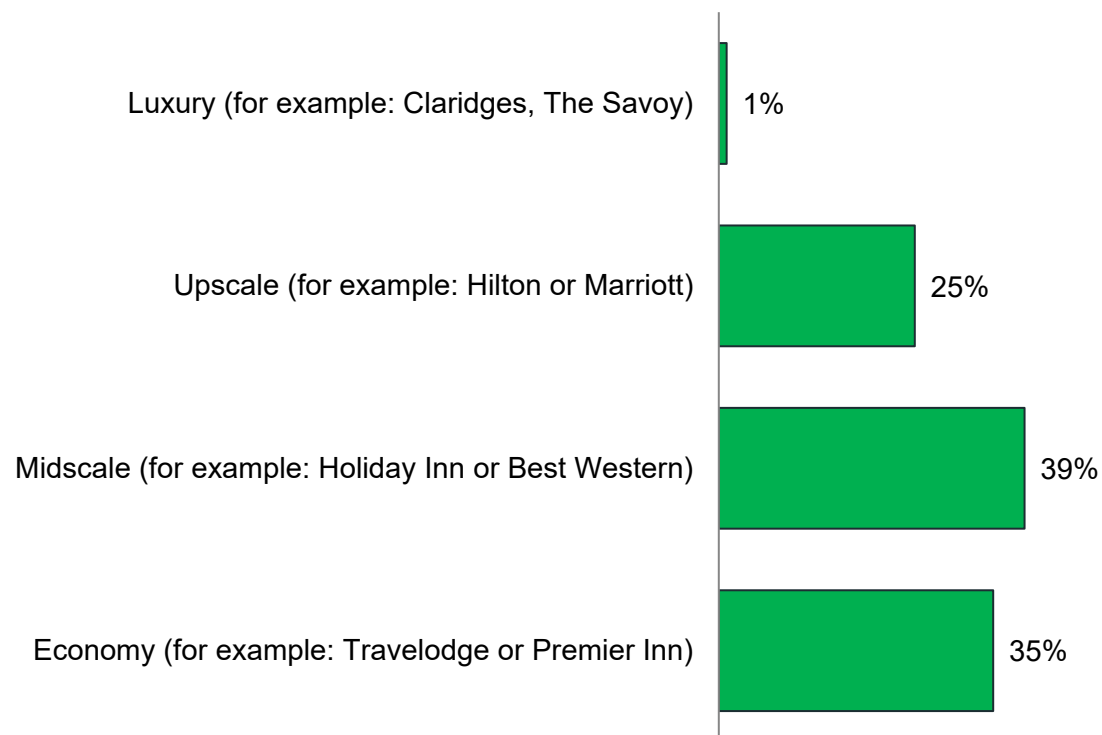 Luxury (for example: Claridges, The Savoy) 1%
Upscale (for example: Hilton or Marriott) 25%
Midscale (for example: Holiday Inn or Best Western) 39%
Economy (for example: Travelodge or Premier Inn) 35%